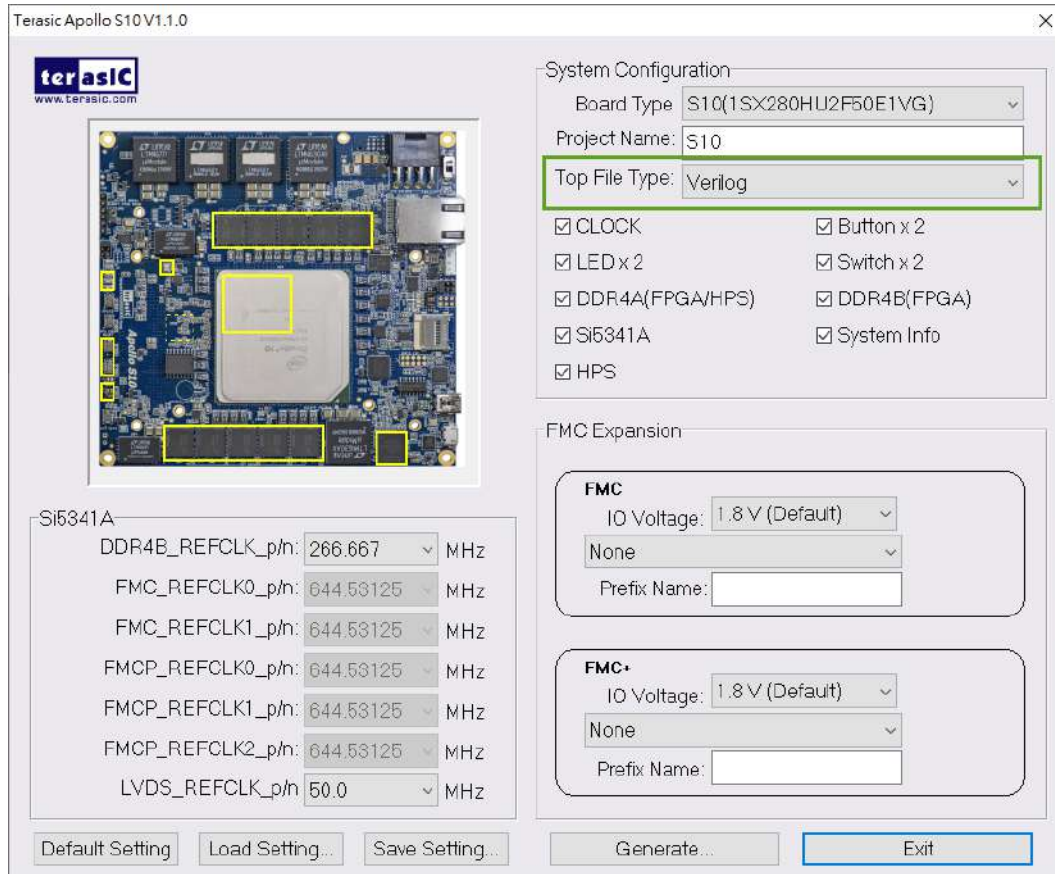 Terasic Apollo S10 V1.1.0
terasIC
www.terasic.com
Apollo S10
System Configuration
Board Type S10(1SX280HU2F50E1VG)
Project Name: S10
Top File Type: Verilog
CLOCK
Button x 2
LED x 2
Switch x 2
DDR4A(FPGA/HPS)
DDR4B(FPGA)
Si5341A
System Info
HPS
FMC Expansion
FMC
IO Voltage: 1.8 V (Default)
None
Prefix Name:
FMC+
IO Voltage: 1.8 V (Default)
None
Prefix Name:
Si5341A
DDR4B_REFCLK_p/n: 266.667 MHz
FMC_REFCLK0_p/n: 644.53125 MHz
FMC_REFCLK1_p/n: 644.53125 MHz
FMCP_REFCLK0_p/n: 644.53125 MHz
FMCP_REFCLK1_p/n: 644.53125 MHz
FMCP_REFCLK2_p/n: 644.53125 MHz
LVDS_REFCLK_p/n 50.0 MHz
Default Setting
Load Setting...
Save Setting...
Generate...
Exit